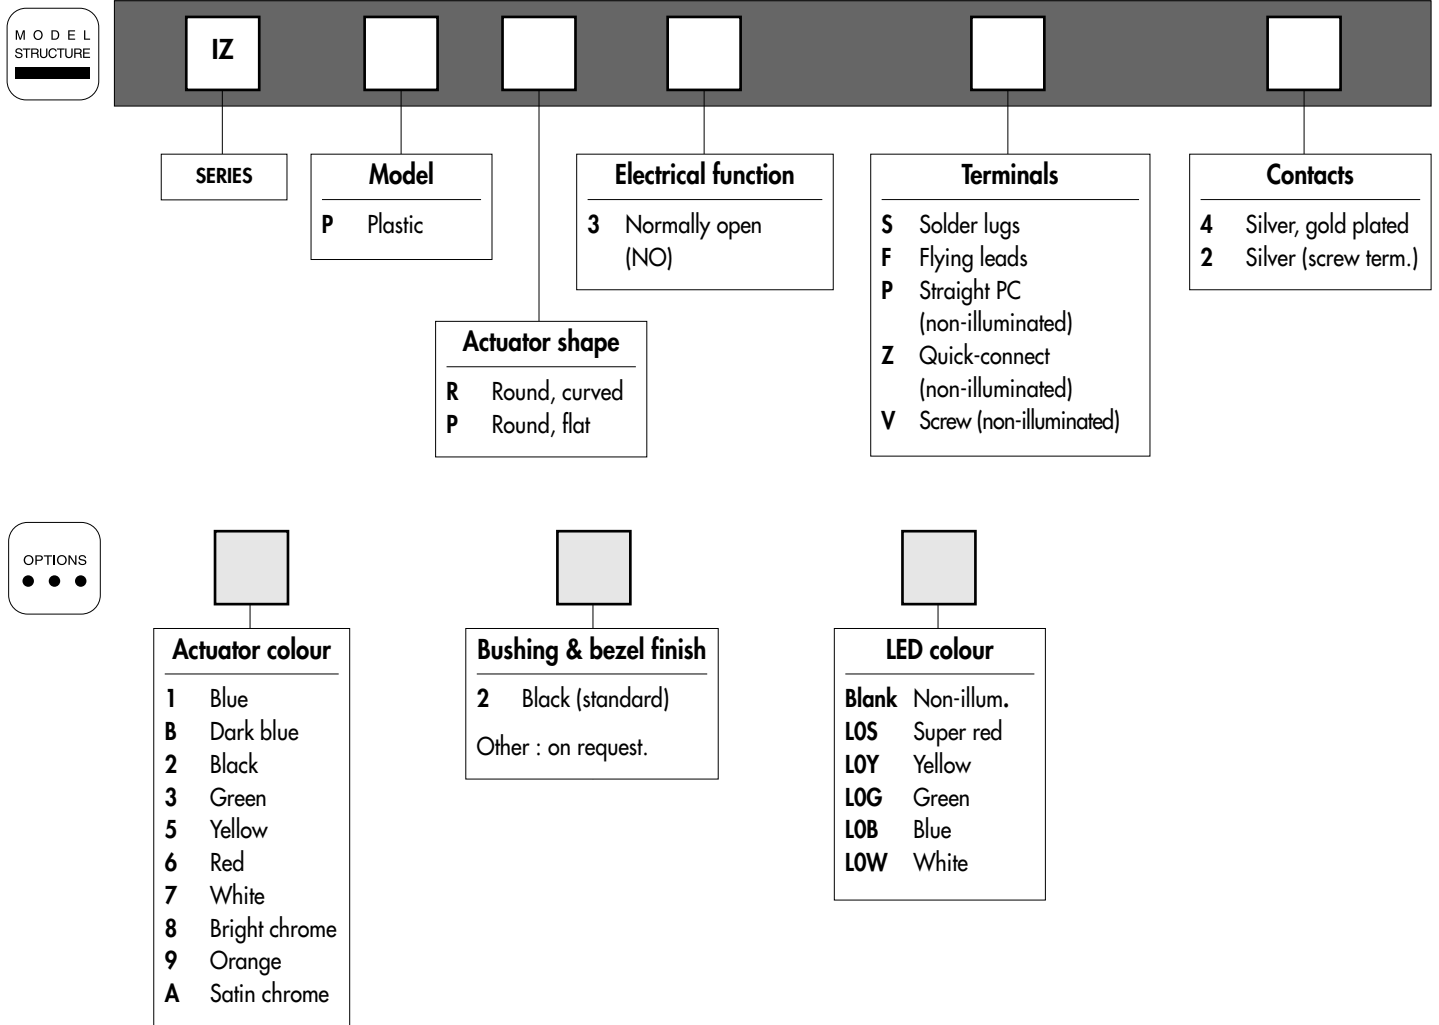 MODEL
STRUCTURE
IZ
SERIES
Model
P Plastic
Actuator shape
R Round, curved
P Round, flat
Electrical function
3 Normally open
(NO)
Terminals
S Solder lugs
F Flying leads
P Straight PC
(non-illuminated)
Z Quick-connect
(non-illuminated)
V Screw (non-illuminated)
Contacts
4 Silver, gold plated
2 Silver (screw term.)
OPTIONS
Actuator colour
1 Blue
B Dark blue
2 Black
3 Green
5 Yellow
6 Red
7 White
8 Bright chrome
9 Orange
A Satin chrome
Bushing & bezel finish
2 Black (standard)
Other : on request.
LED colour
Blank Non-illum.
L0S Super red
L0Y Yellow
L0G Green
L0B Blue
L0W White